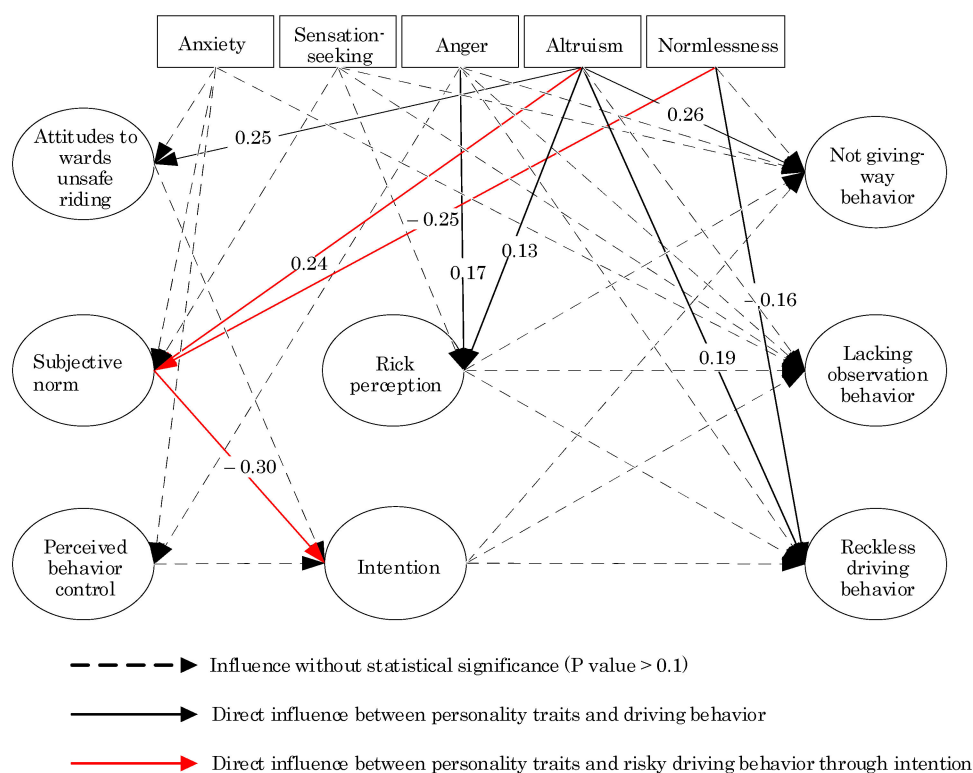 Anxiety
Sensation-
seeking
Anger
Altruism
Normlessness
Attitudes to
wards
unsafe
riding
0.25
0.26
Not giving-
way
behavior
− 0.25
0.13
0.24
0.17
− 0.16
Subjective
norm
Rick
perception
0.19
Lacking
observation
behavior
− 0.30
Perceived
behavior
control
Intention
Reckless
driving
behavior
Influence without statistical significance (P value > 0.1)
Direct influence between personality traits and driving behavior
Direct influence between personality traits and risky driving behavior through intention